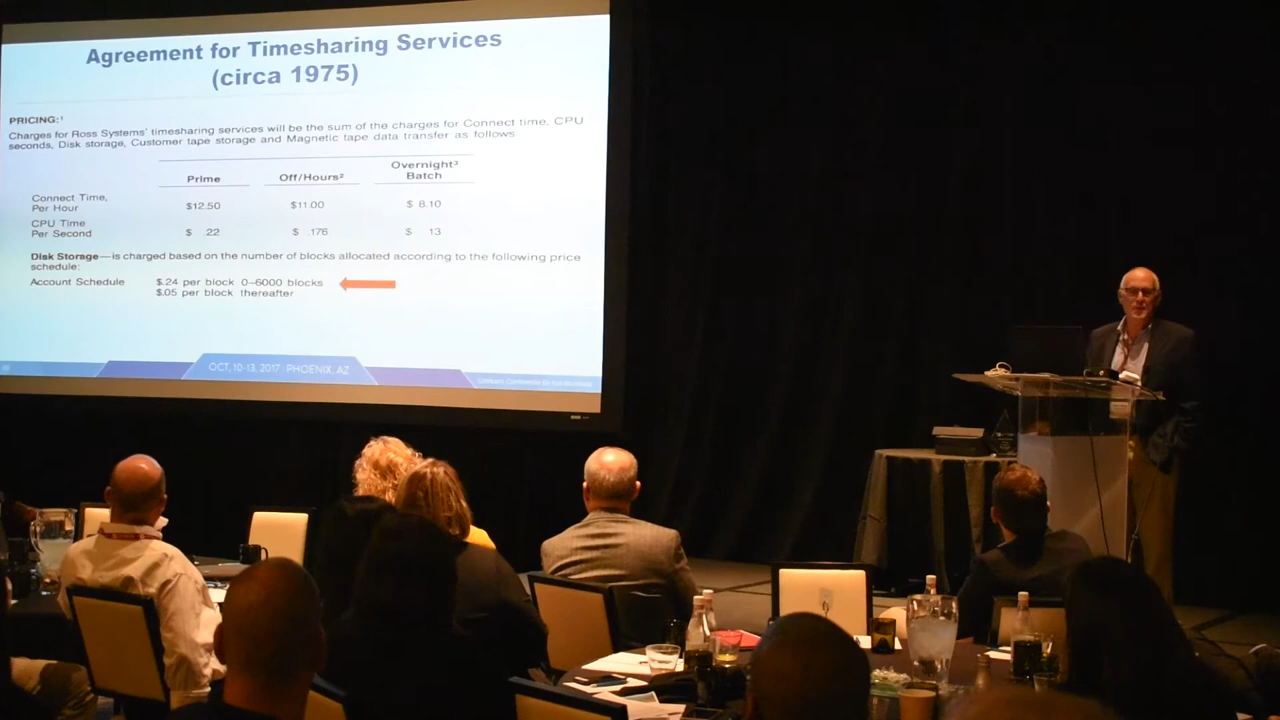 Agreement for Timesharing Services
(circa 1975)
PRICING:¹
Charges for Ross Systems' timesharing services will be the sum of the charges for Connect time, CPU
seconds, Disk storage, Customer tape storage and Magnetic tape data transfer as follows
Prime Off/Hours² Overnight³ Batch
Connect Time,
Per Hour $12.50 $11.00 $ 8.10
CPU Time
Per Second $ 22 $ .176 $ 13
Disk Storage—is charged based on the number of blocks allocated according to the following price
schedule:
Account Schedule $.24 per block 0–6000 blocks
$.05 per block thereafter
OCT, 10-13, 2017 | PHOENIX, AZ